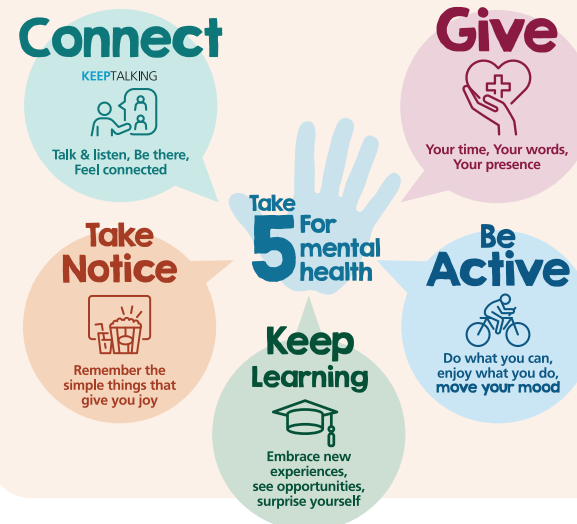 Connect
KEEPTALKING
Talk & listen, Be there,
Feel connected
Give
Your time, Your words,
Your presence
Take
5 For
mental
health
Take
Notice
Remember the
simple things that
give you joy
Be
Active
Do what you can,
enjoy what you do,
move your mood
Keep
Learning
Embrace new
experiences,
see opportunities,
surprise yourself